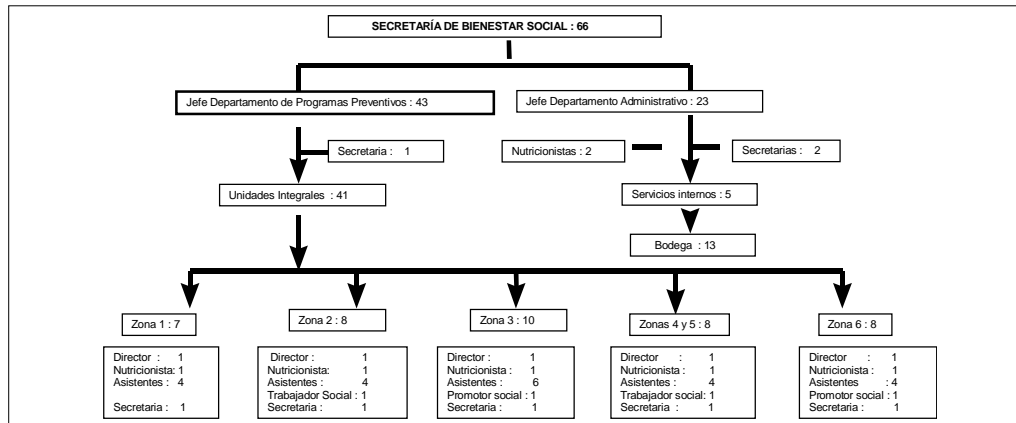 SECRETARÍA DE BIENESTAR SOCIAL : 66
Jefe Departamento de Programas Preventivos : 43
Jefe Departamento Administrativo : 23
Secretaria : 1
Nutricionistas : 2
Secretarias : 2
Unidades Integrales : 41
Servicios internos : 5
Bodega : 13
Zona 1 : 7
Zona 2 : 8
Zona 3 : 10
Zonas 4 y 5 : 8
Zona 6 : 8
Director : 1
Nutricionista: 1
Asistentes : 4
Secretaria : 1
Director : 1
Nutricionista: 1
Asistentes : 4
Trabajador Social : 1
Secretaria : 1
Director : 1
Nutricionista : 1
Asistentes : 6
Promotor social : 1
Secretaria : 1
Director : 1
Nutricionista : 1
Asistentes : 4
Trabajador social: 1
Secretaria : 1
Director : 1
Nutricionista : 1
Asistentes : 4
Promotor social : 1
Secretaria : 1